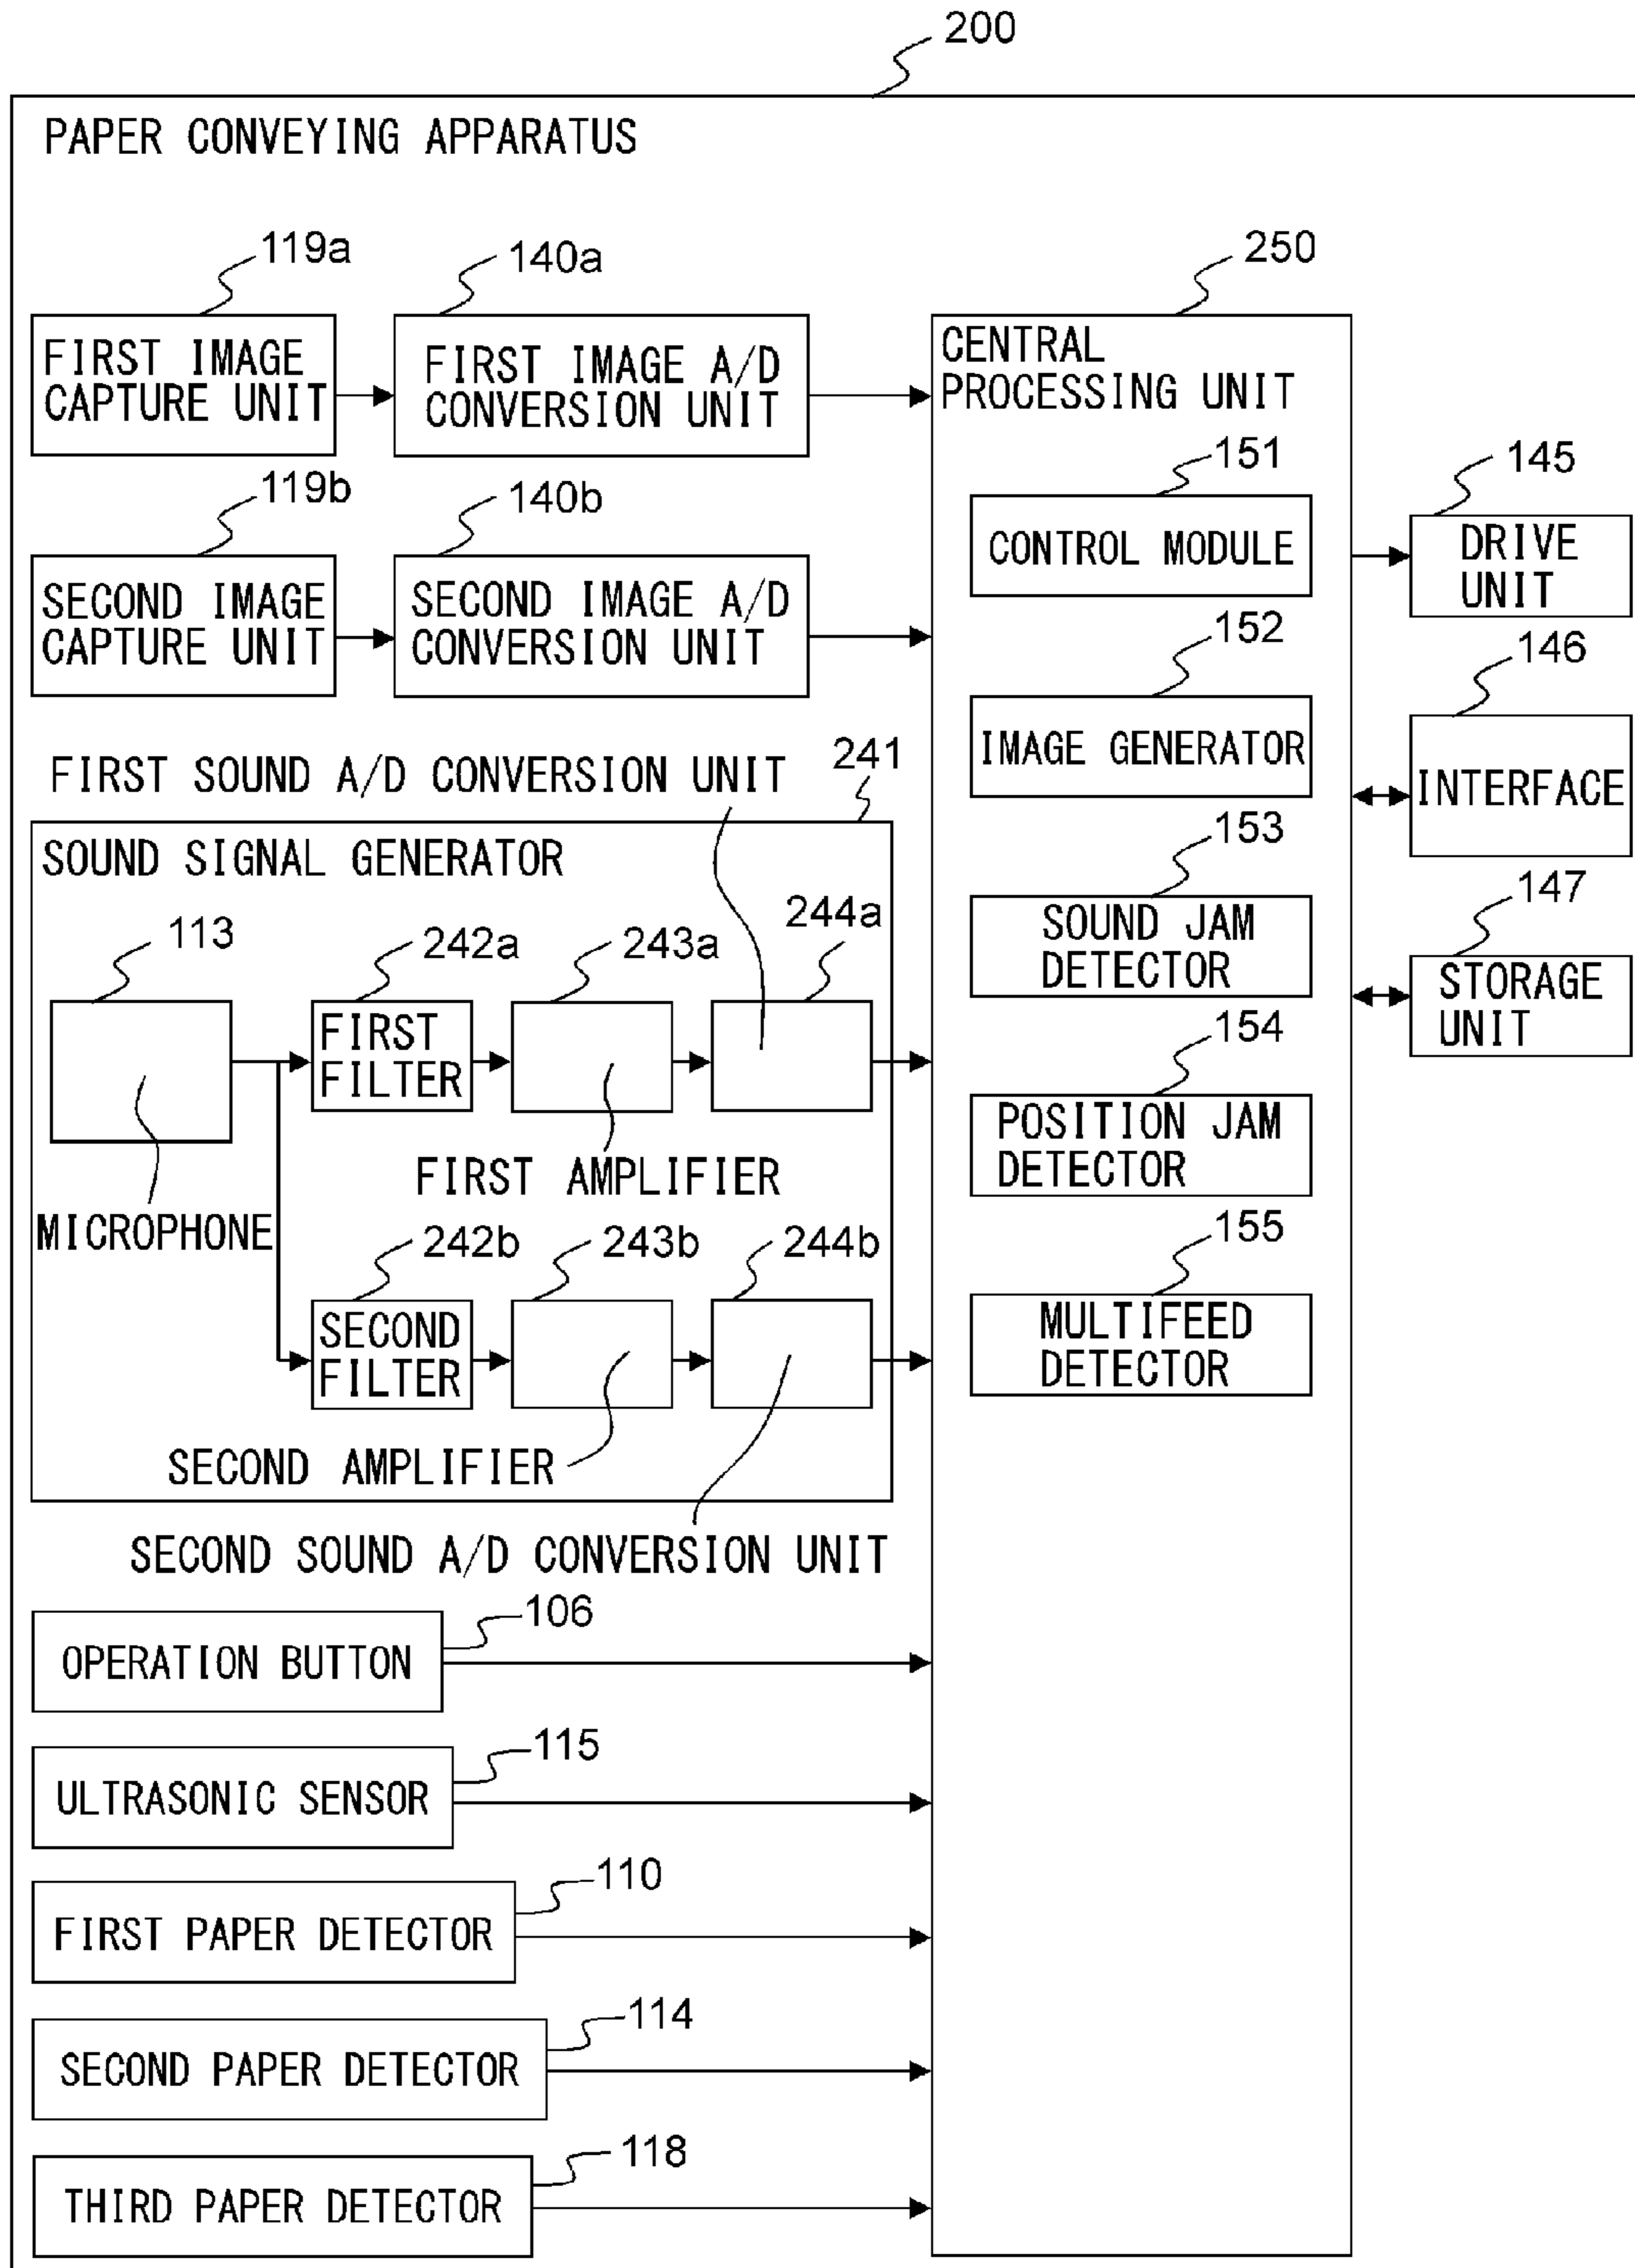 200
PAPER CONVEYING APPARATUS
119a
140a
250
FIRST IMAGE
CAPTURE UNIT
FIRST IMAGE A/D
CONVERSION UNIT
CENTRAL
PROCESSING UNIT
119b
140b
151
145
SECOND IMAGE
CAPTURE UNIT
SECOND IMAGE A/D
CONVERSION UNIT
CONTROL MODULE
DRIVE
UNIT
152
146
IMAGE GENERATOR
INTERFACE
FIRST SOUND A/D CONVERSION UNIT
241
SOUND SIGNAL GENERATOR
153
147
113
242a
243a
244a
SOUND JAM
DETECTOR
STORAGE
UNIT
FIRST
FILTER
154
FIRST AMPLIFIER
POSITION JAM
DETECTOR
MICROPHONE
242b
243b
244b
155
SECOND
FILTER
MULTIFEED
DETECTOR
SECOND AMPLIFIER
SECOND SOUND A/D CONVERSION UNIT
106
OPERATION BUTTON
115
ULTRASONIC SENSOR
110
FIRST PAPER DETECTOR
114
SECOND PAPER DETECTOR
118
THIRD PAPER DETECTOR